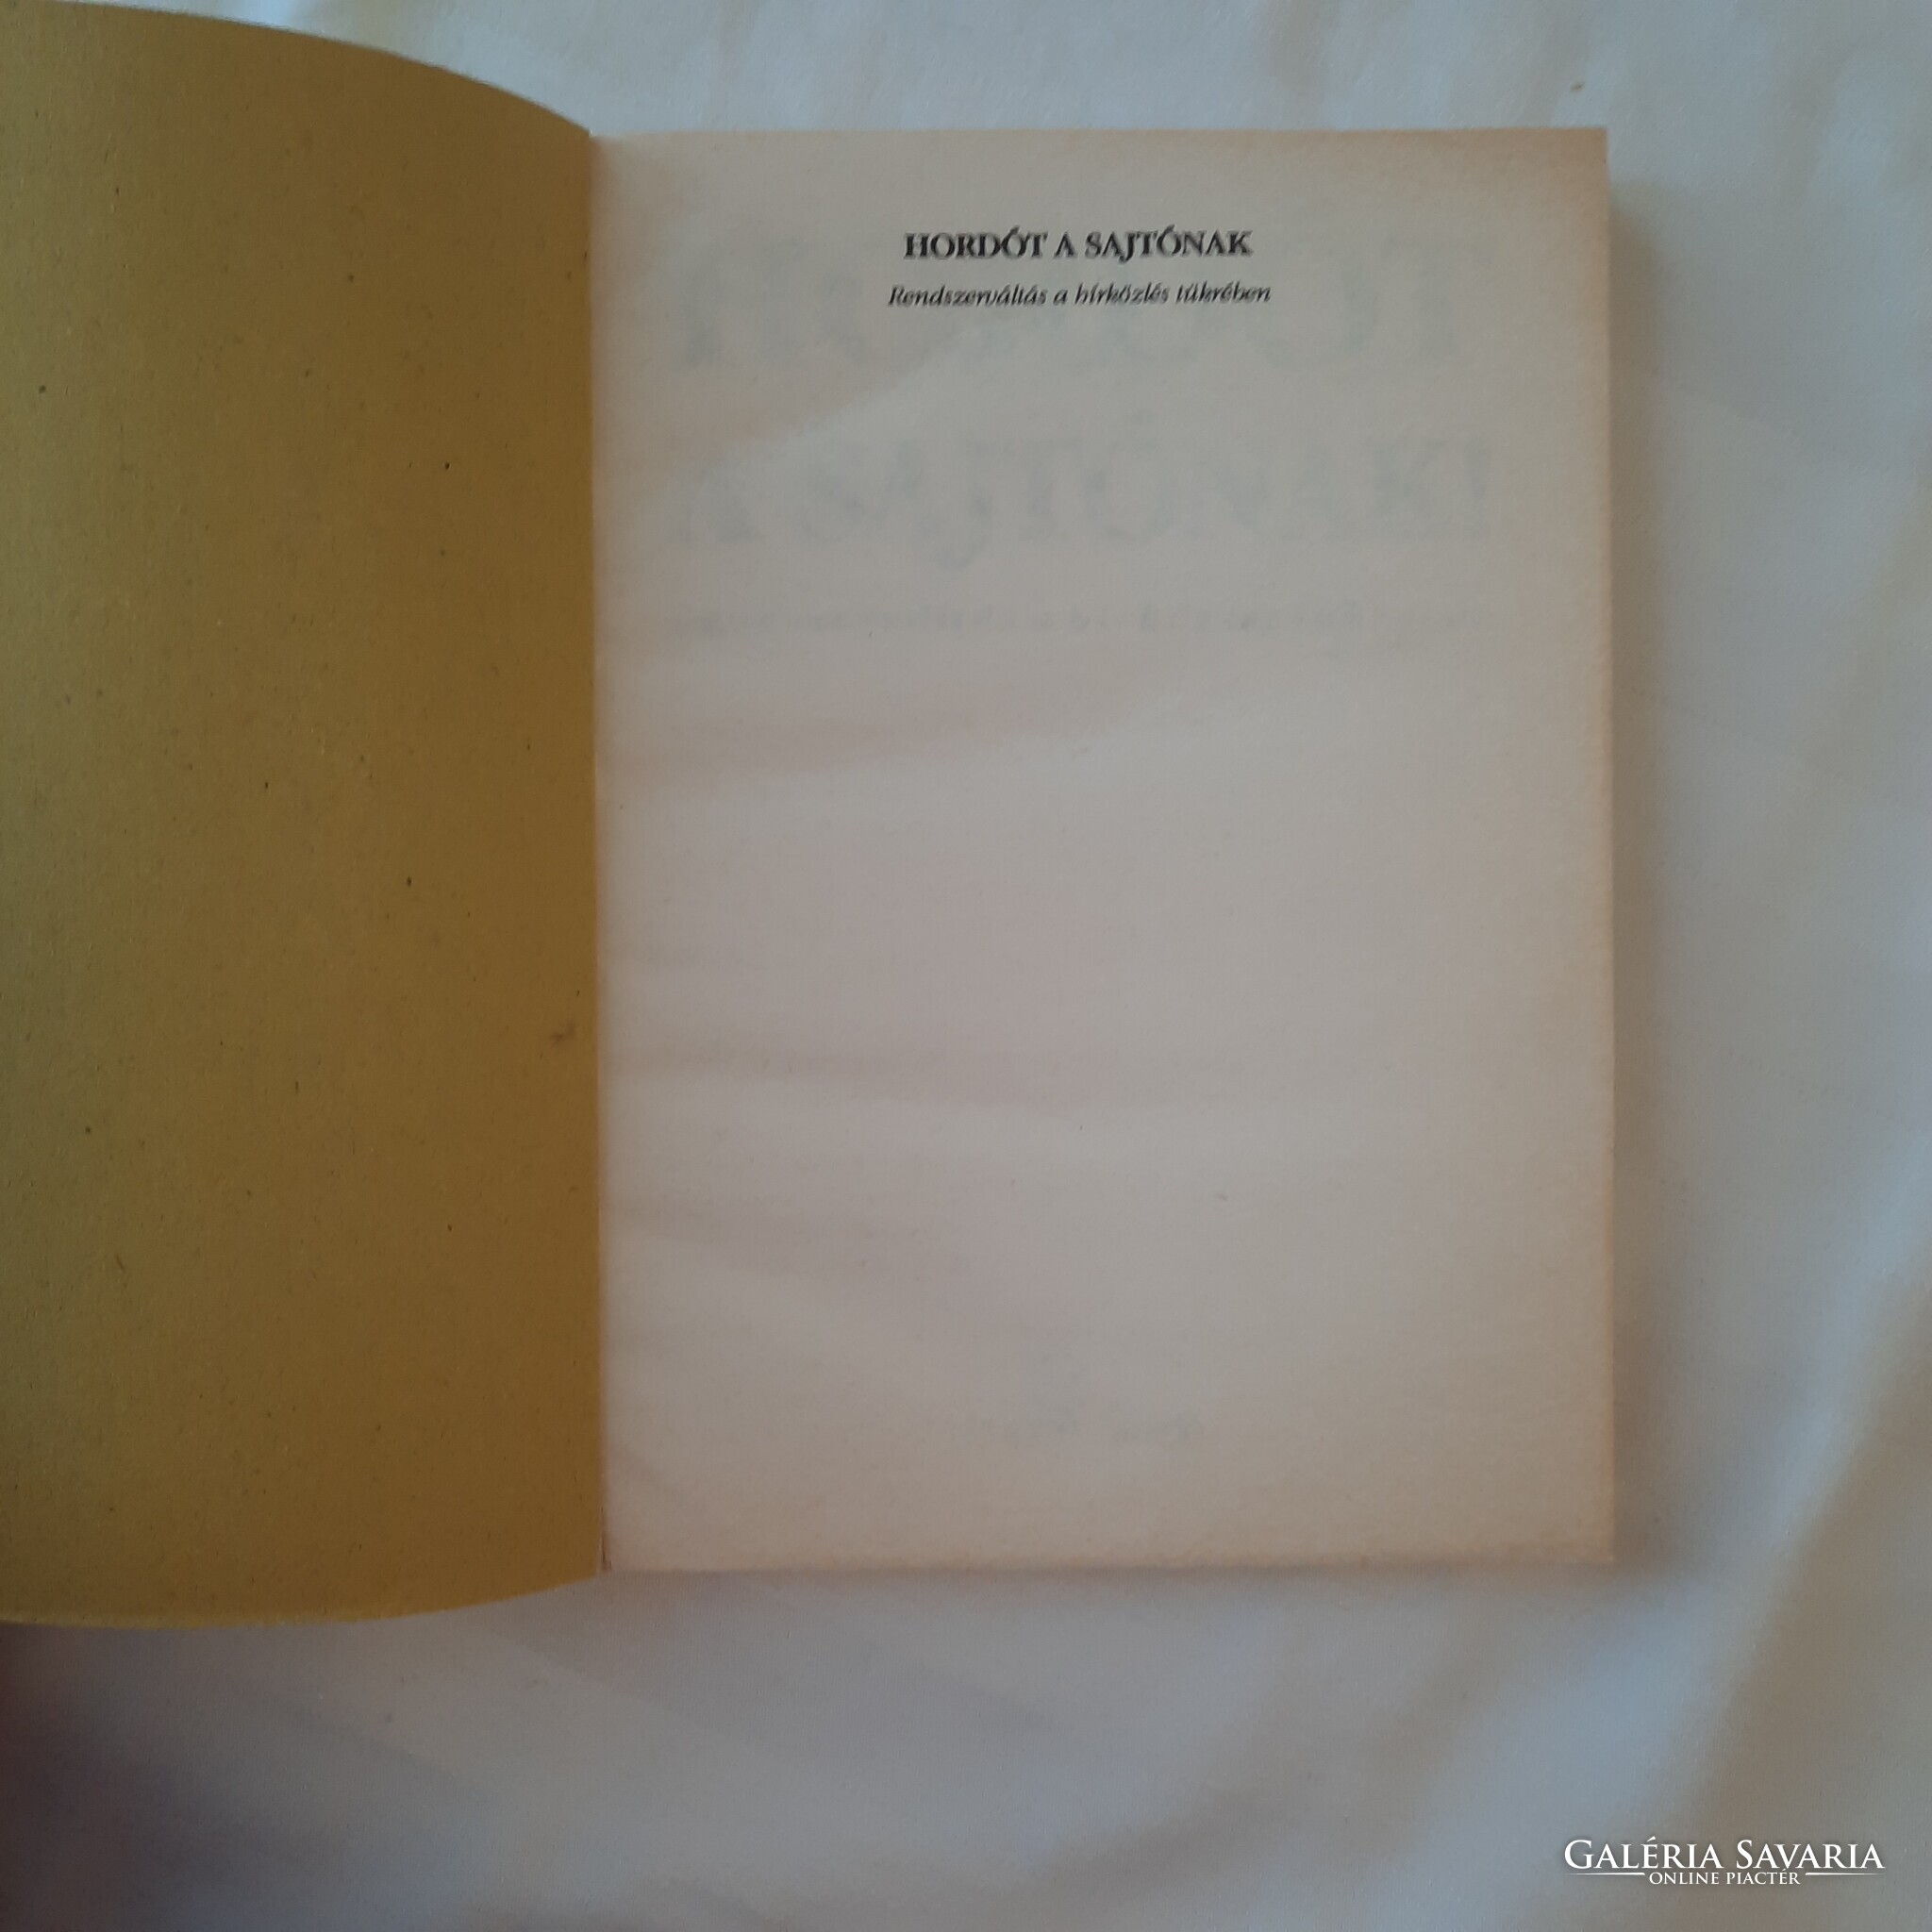 HORDÓT A SAJTÓNAK
Rendszerváltás a hírközlés tükrében
GALÉRIA SAVARIA
ONLINE PIACTÉR